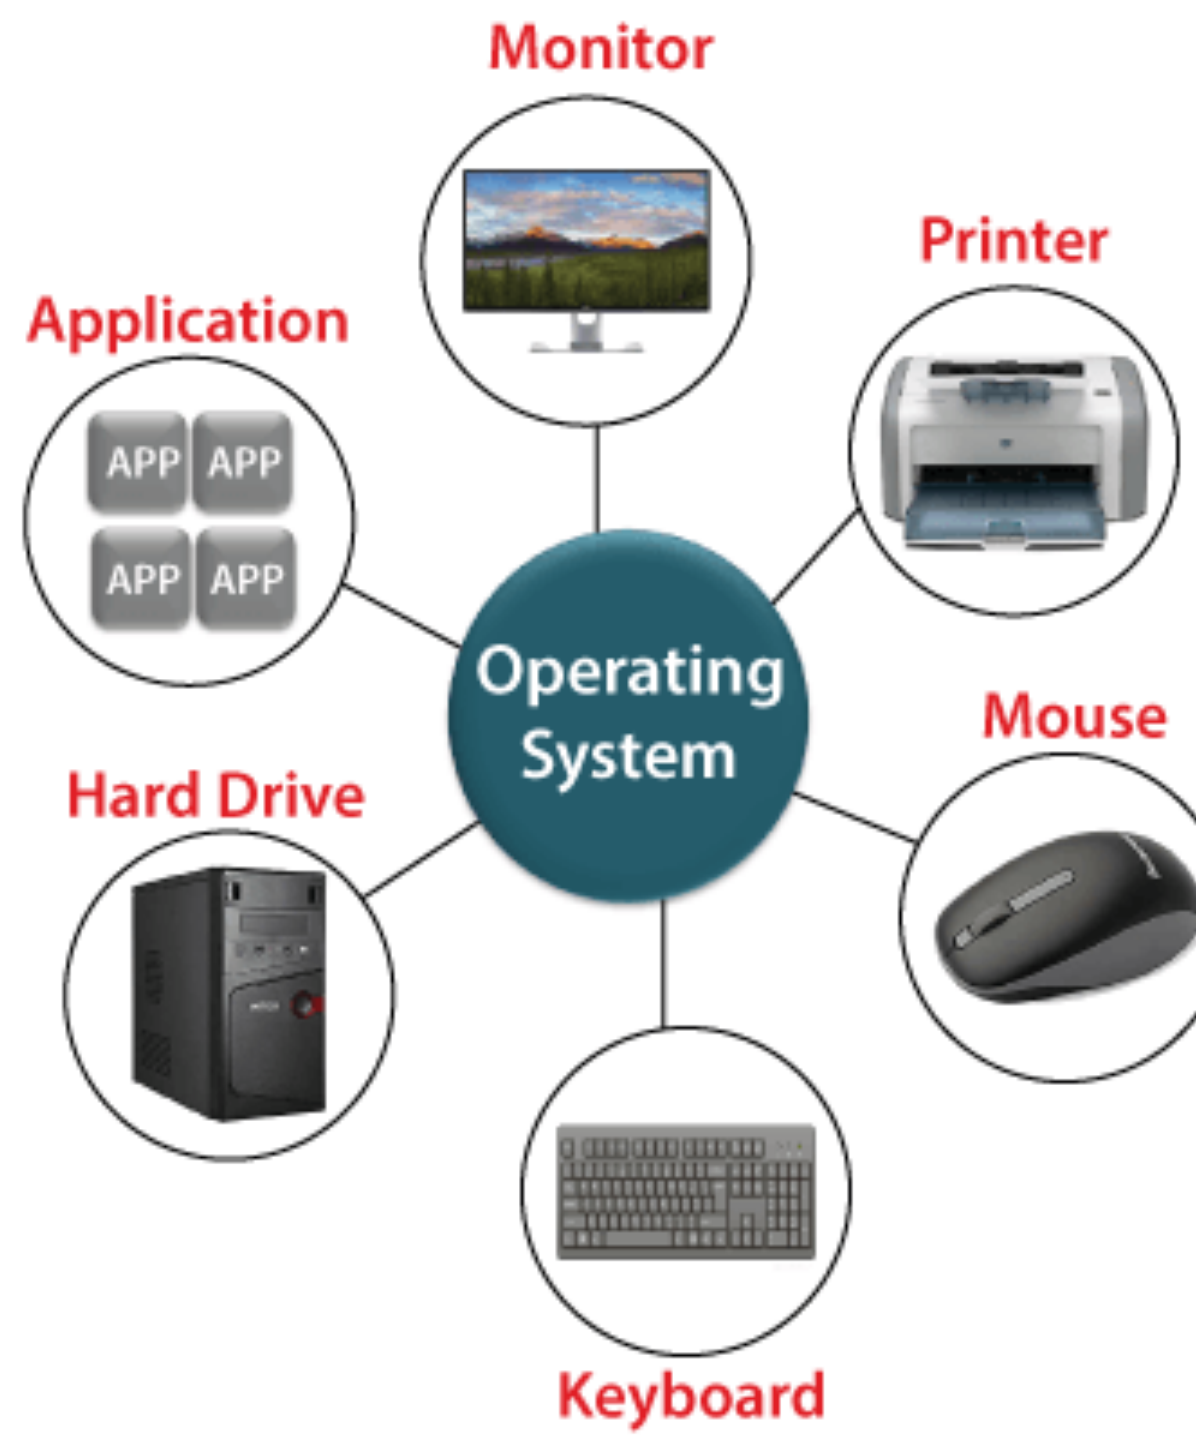 Monitor
Printer
Application
APP APP
APP APP
Operating
System
Mouse
Hard Drive
Keyboard